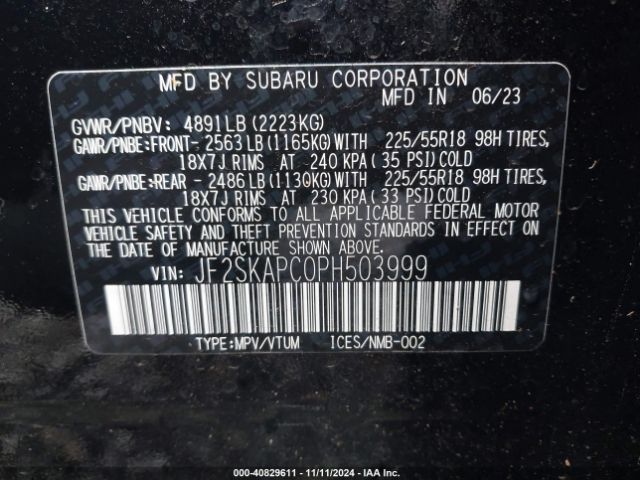 MFD BY SUBARU CORPORATION
MFD IN 06/23
GVWR/PNBV: 4891LB (2223KG)
GAWR/PNBE:FRONT- 2563LB(1165KG)WITH 225/55R18 98H TIRES,
18X7J RIMS AT 240 KPA( 35 PSI)COLD
GAWR/PNBE:REAR - 2486LB(1130KG)WITH 225/55R18 98H TIRES,
18X7J RIMS AT 230 KPA( 33 PSI)COLD
THIS VEHICLE CONFORMS TO ALL APPLICABLE FEDERAL MOTOR
VEHICLE SAFETY AND THEFT PREVENTION STANDARDS IN EFFECT ON
THE DATE OF MANUFACTURE SHOWN ABOVE.
VIN: JF2SKAPC0PH503999
TYPE:MPV/VTUM ICES/NMB-002
000-40829611 - 11/11/2024 - IAA Inc.